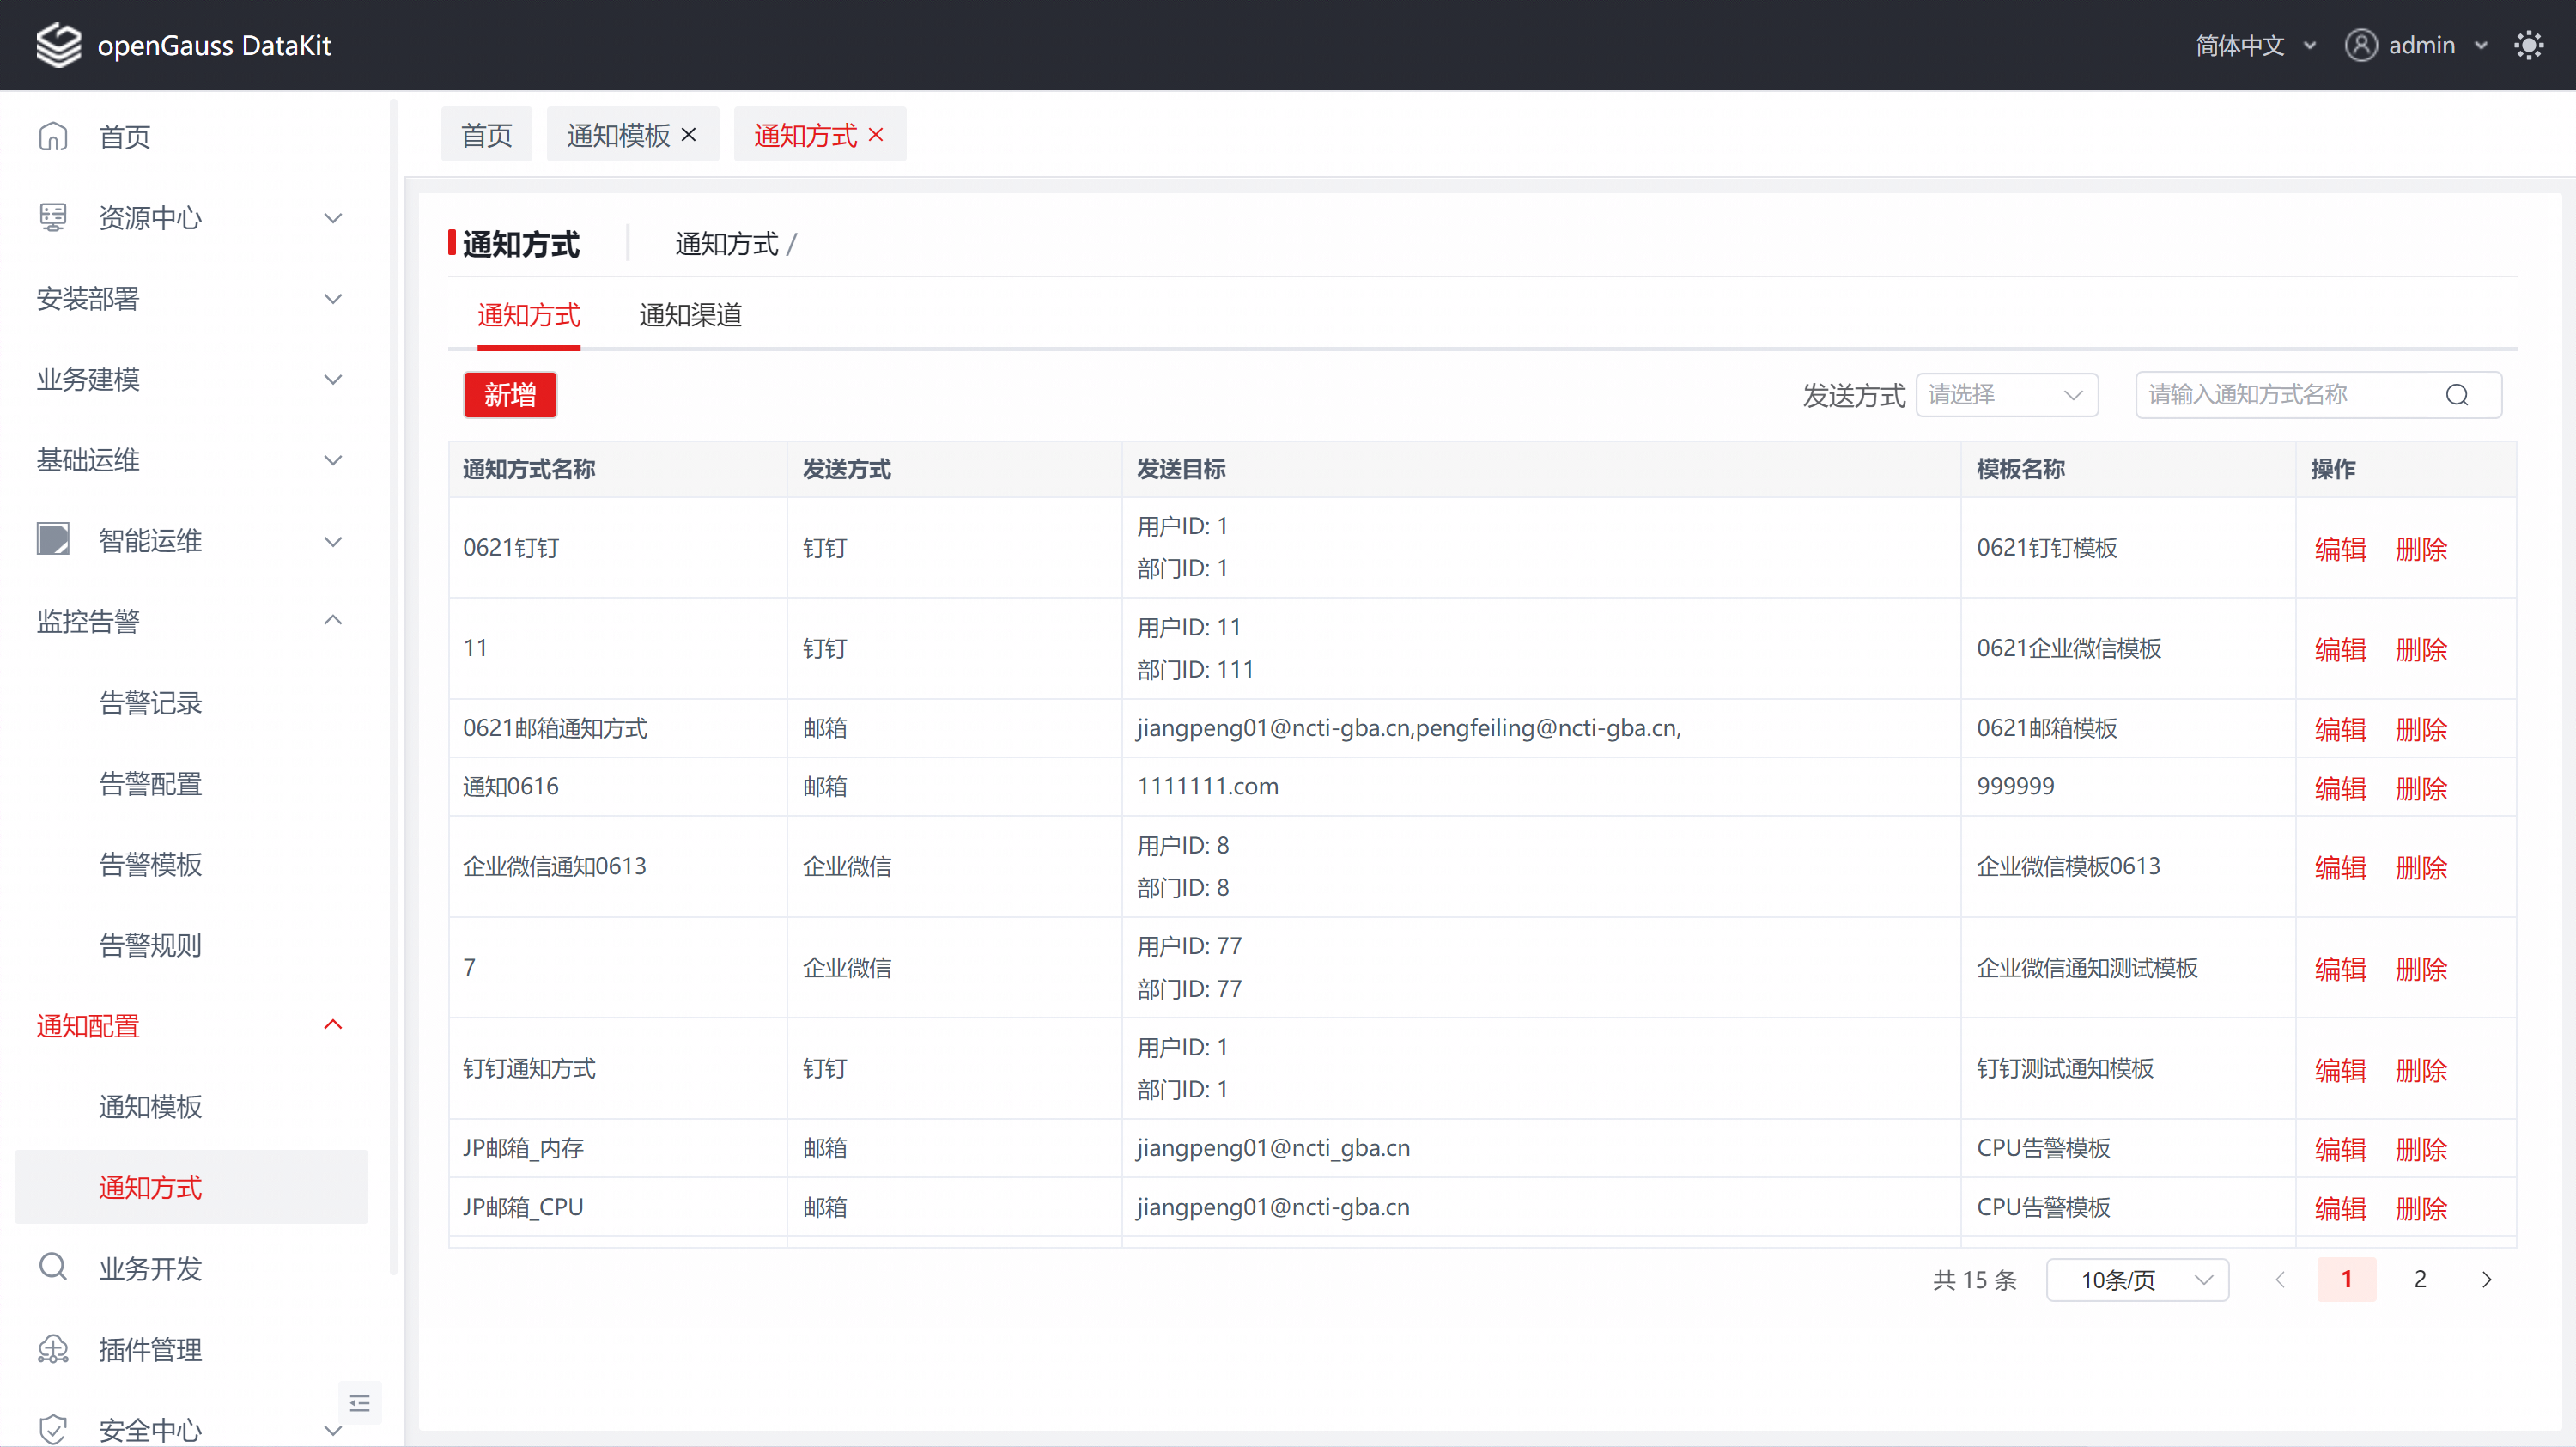 openGauss DataKit
简体中文
admin
首页
资源中心
安装部署
业务建模
基础运维
智能运维
监控告警
告警记录
告警配置
告警模板
告警规则
通知配置
通知模板
通知方式
业务开发
插件管理
安全中心
首页
通知模板
通知方式
通知方式
通知方式 /
通知方式
通知渠道
新增
发送方式
请选择
请输入通知方式名称
通知方式名称 发送方式 发送目标 模板名称 操作
0621钉钉 钉钉 用户ID: 1
部门ID: 1 0621钉钉模板 编辑 删除
11 钉钉 用户ID: 11
部门ID: 111 0621企业微信模板 编辑 删除
0621邮箱通知方式 邮箱 jiangpeng01@ncti-gba.cn,pengfeiling@ncti-gba.cn, 0621邮箱模板 编辑 删除
通知0616 邮箱 1111111.com 999999 编辑 删除
企业微信通知0613 企业微信 用户ID: 8
部门ID: 8 企业微信模板0613 编辑 删除
7 企业微信 用户ID: 77
部门ID: 77 企业微信通知测试模板 编辑 删除
钉钉通知方式 钉钉 用户ID: 1
部门ID: 1 钉钉测试通知模板 编辑 删除
JP邮箱_内存 邮箱 jiangpeng01@ncti_gba.cn CPU告警模板 编辑 删除
JP邮箱_CPU 邮箱 jiangpeng01@ncti-gba.cn CPU告警模板 编辑 删除
共 15 条 10条/页 1 2